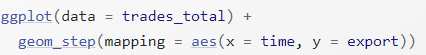 ggplot(data = trades_total) +
  geom_step(mapping = aes(x = time, y = export))